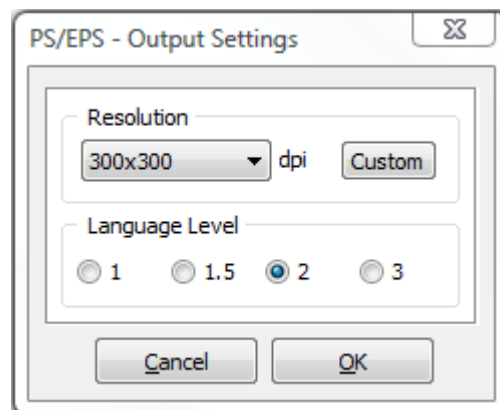 PS/EPS - Output Settings
Resolution
300x300 dpi Custom
Language Level
1 1.5 2 3
Cancel OK